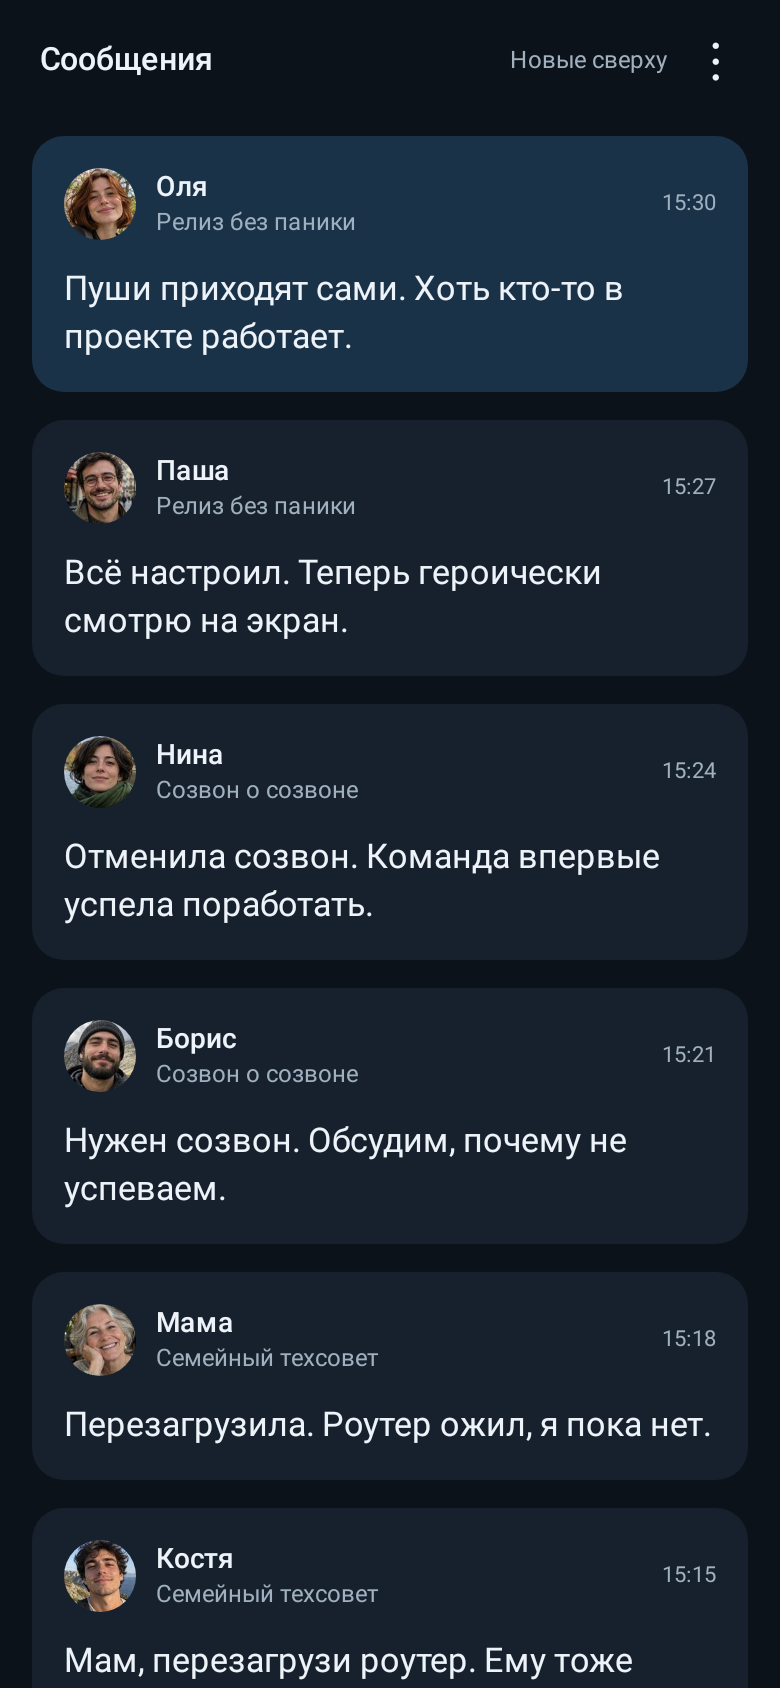 Сообщения
Новые сверху
Оля
Релиз без паники
15:30
Пуши приходят сами. Хоть кто-то в
проекте работает.
Паша
Релиз без паники
15:27
Всё настроил. Теперь героически
смотрю на экран.
Нина
Созвон о созвоне
15:24
Отменила созвон. Команда впервые
успела поработать.
Борис
Созвон о созвоне
15:21
Нужен созвон. Обсудим, почему не
успеваем.
Мама
Семейный техсовет
15:18
Перезагрузила. Роутер ожил, я пока нет.
Костя
Семейный техсовет
15:15
Мам, перезагрузи роутер. Ему тоже